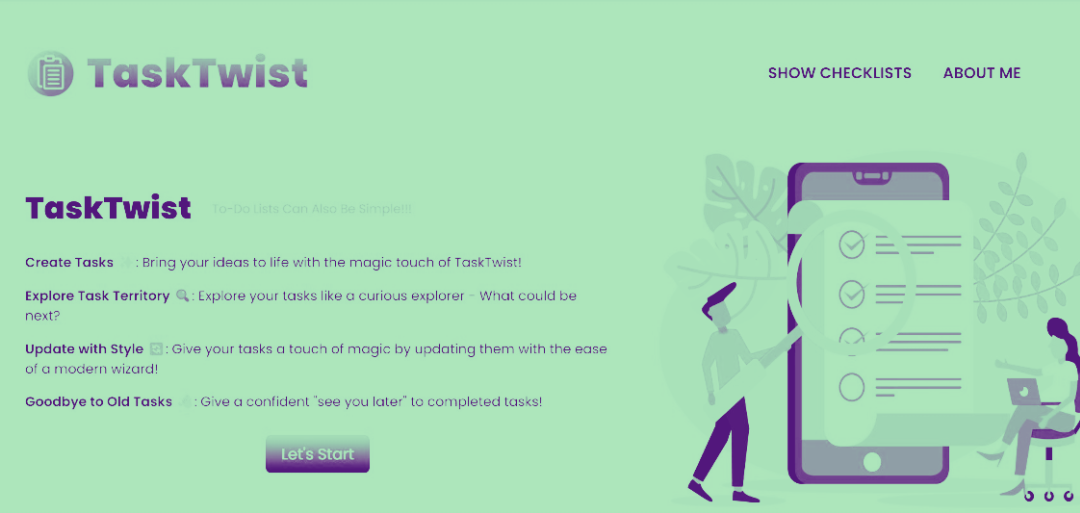 TaskTwist
SHOW CHECKLISTS
ABOUT ME
TaskTwist
To-Do Lists Can Also Be Simple!!!
Create Tasks : Bring your ideas to life with the magic touch of TaskTwist!
Explore Task Territory 🔍: Explore your tasks like a curious explorer - What could be
next?
Update with Style 🔄: Give your tasks a touch of magic by updating them with the ease
of a modern wizard!
Goodbye to Old Tasks : Give a confident "see you later" to completed tasks!
Let's Start